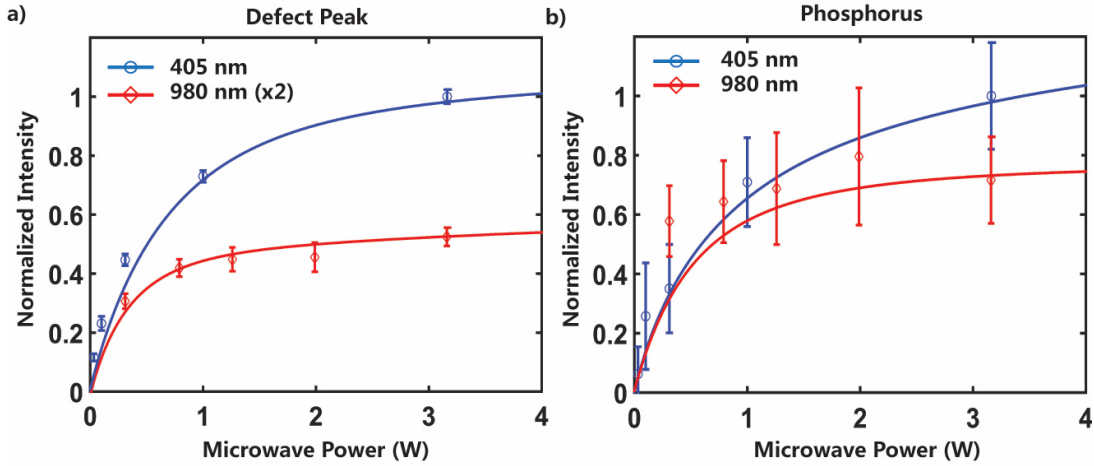 a)
Defect Peak
405 nm
980 nm (x2)
Normalized Intensity
1
0.8
0.6
0.4
0.2
0
0 1 2 3 4
Microwave Power (W)
b)
Phosphorus
405 nm
980 nm
Normalized Intensity
1
0.8
0.6
0.4
0.2
0
0 1 2 3 4
Microwave Power (W)